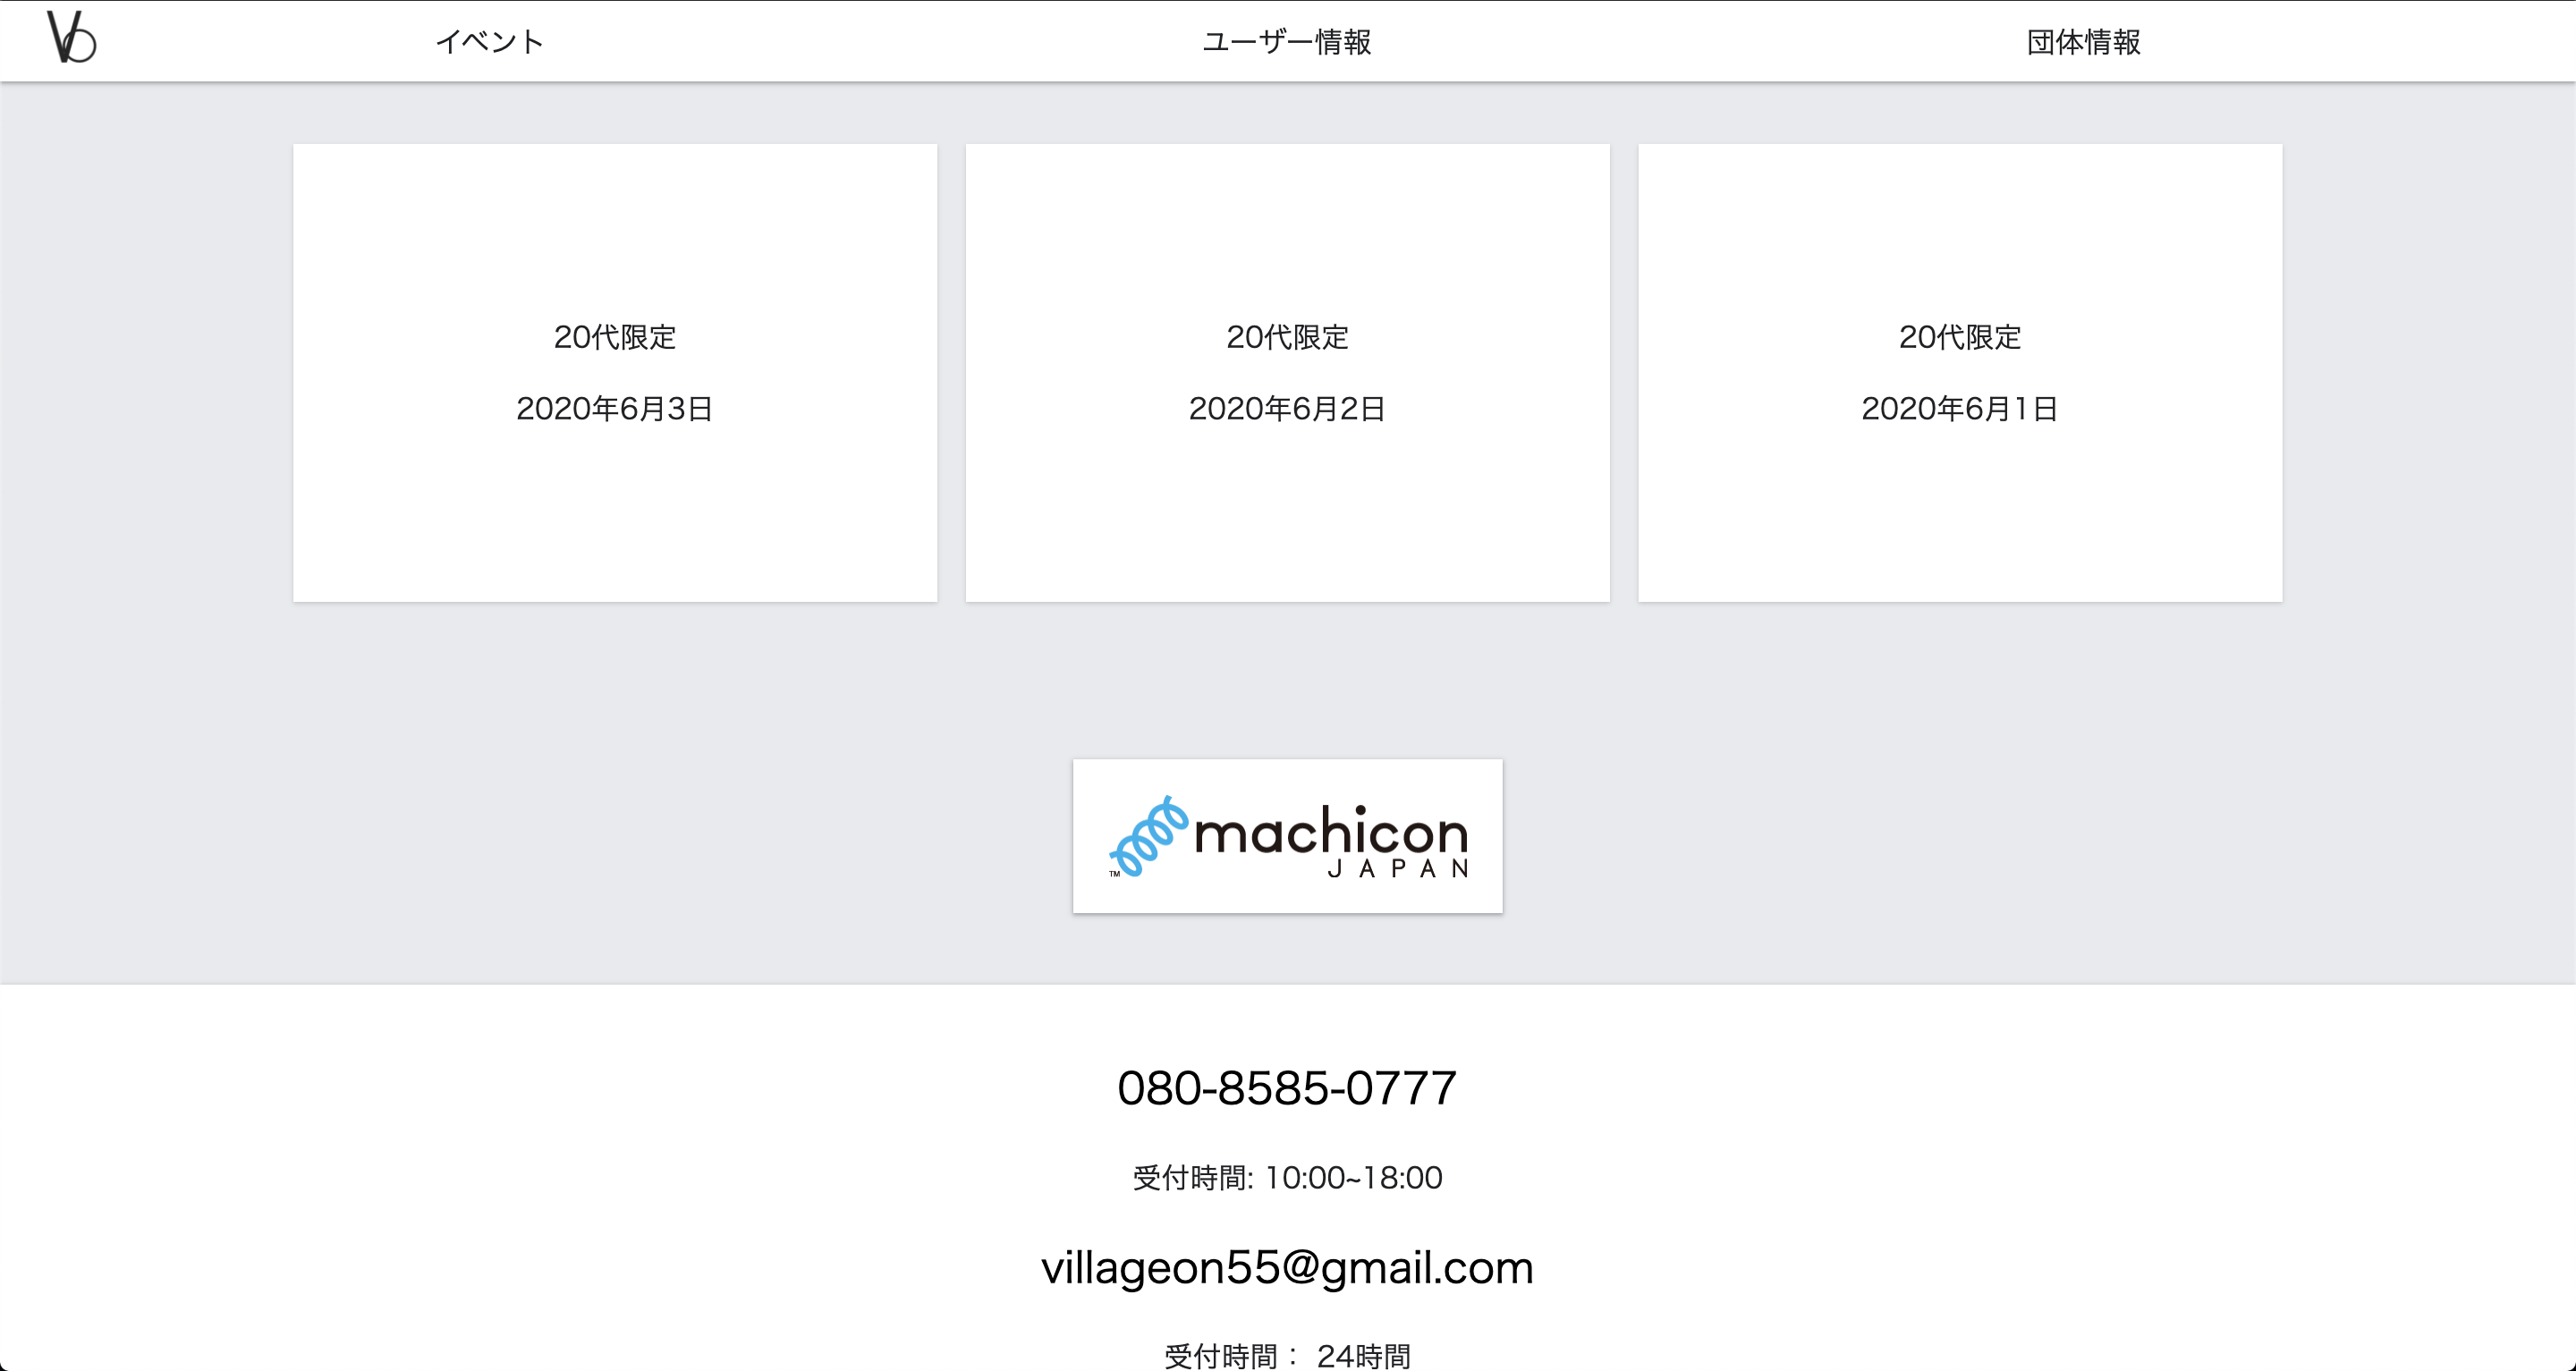 Vo
イベント
ユーザー情報
団体情報
20代限定
2020年6月3日
20代限定
2020年6月2日
20代限定
2020年6月1日
machicon
JAPAN
TM
080-8585-0777
受付時間: 10:00~18:00
villageon55@gmail.com
受付時間： 24時間